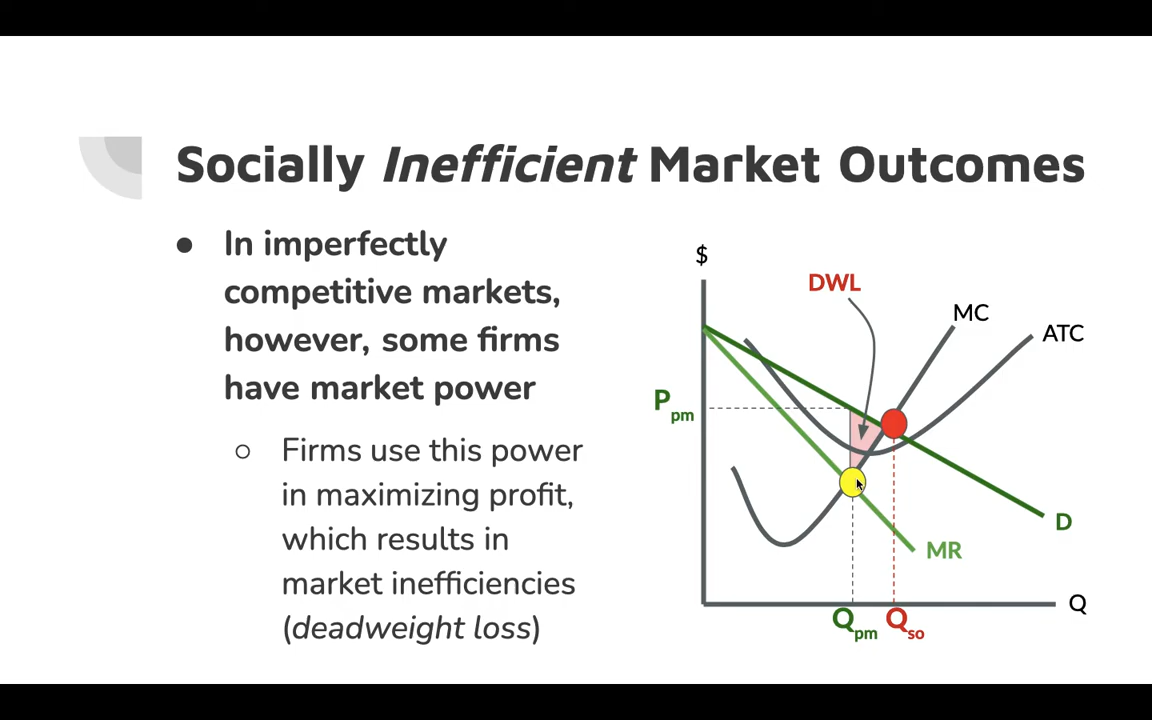 Socially Inefficient Market Outcomes
● In imperfectly
competitive markets,
however, some firms
have market power
○ Firms use this power
in maximizing profit,
which results in
market inefficiencies
(deadweight loss)
$
DWL
MC
ATC
Ppm
D
MR
Q
Qpm Qso